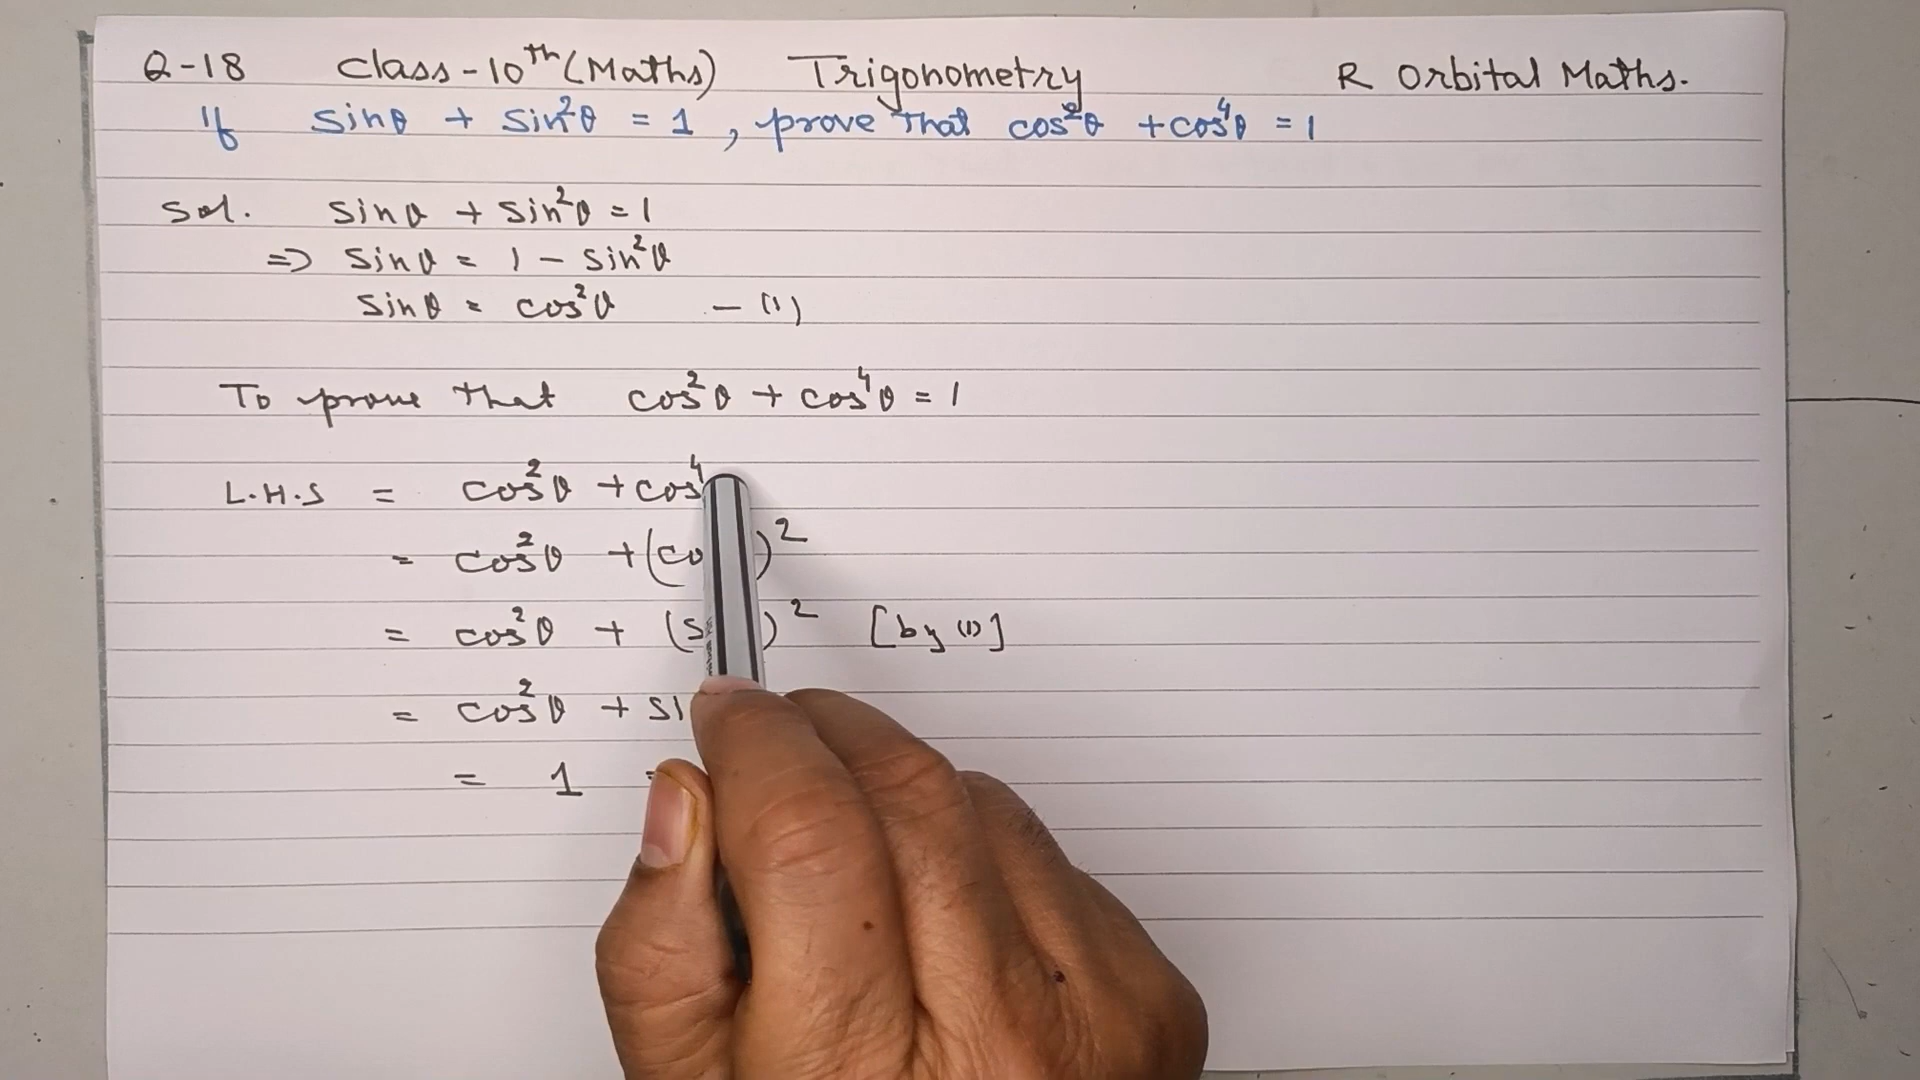 Q-18 Class-10th (Maths) Trigonometry R Orbital Maths.
If sinθ + sin²θ = 1, prove that cos²θ + cos⁴θ = 1
Sol. sinθ + sin²θ = 1
=> sinθ = 1 - sin²θ
sinθ = cos²θ - (1)
To prove that cos²θ + cos⁴θ = 1
L.H.S = cos²θ + cos⁴
= cos²θ + (co )²
= cos²θ + (s )² [by (1)]
= cos²θ + si
= 1 =